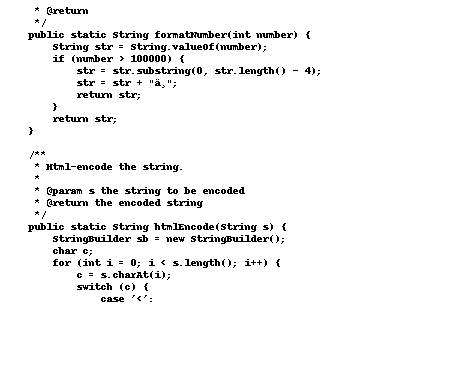 * @return
 */
public static String formatNumber(int number) {
    String str = String.valueOf(number);
    if (number > 100000) {
        str = str.substring(0, str.length() - 4);
        str = str + "ä¸";
        return str;
    }
    return str;
}

/**
 * Html-encode the string.
 *
 * @param s the string to be encoded
 * @return the encoded string
 */
public static String htmlEncode(String s) {
    StringBuilder sb = new StringBuilder();
    char c;
    for (int i = 0; i < s.length(); i++) {
        c = s.charAt(i);
        switch (c) {
            case '<':